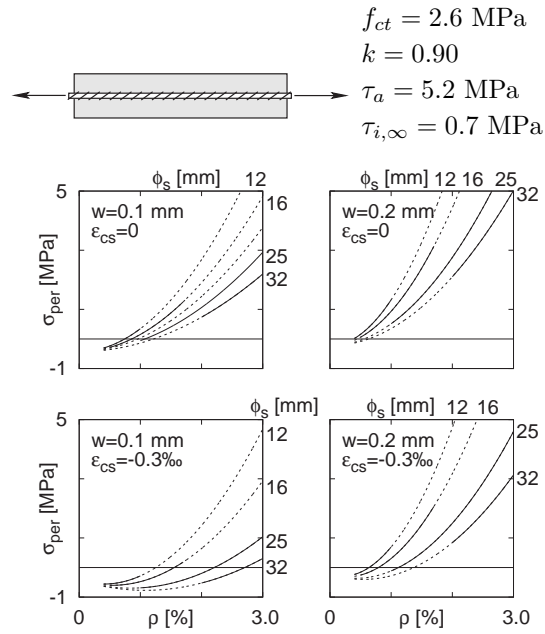 f_ct = 2.6 MPa
k = 0.90
τ_a = 5.2 MPa
τ_i,∞ = 0.7 MPa
ϕ_s [mm] 12
16
25
32
5
w=0.1 mm
ε_cs=0
σ_per [MPa]
-1
ϕ_s [mm] 12 16 25
32
w=0.2 mm
ε_cs=0
ϕ_s [mm]
12
16
25
32
5
w=0.1 mm
ε_cs=-0.3‰
σ_per [MPa]
-1
0 ρ [%] 3.0
ϕ_s [mm] 12 16
25
32
w=0.2 mm
ε_cs=-0.3‰
0 ρ [%] 3.0